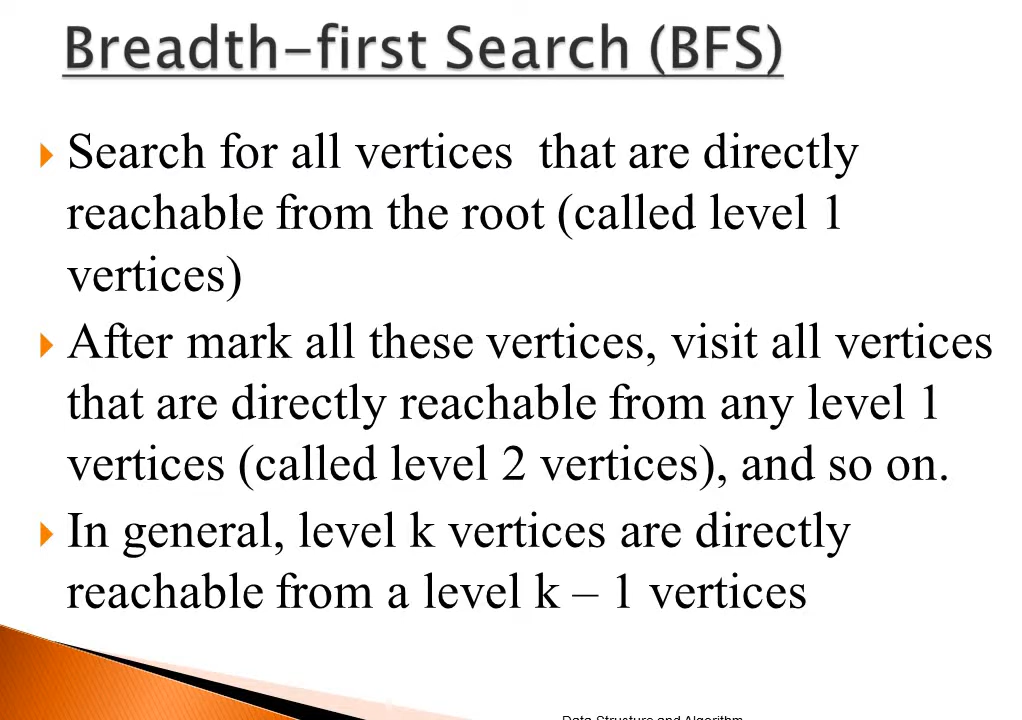 Breadth-first Search (BFS)
Search for all vertices that are directly
reachable from the root (called level 1
vertices)
After mark all these vertices, visit all vertices
that are directly reachable from any level 1
vertices (called level 2 vertices), and so on.
In general, level k vertices are directly
reachable from a level k – 1 vertices
Data Structure and Algorithm